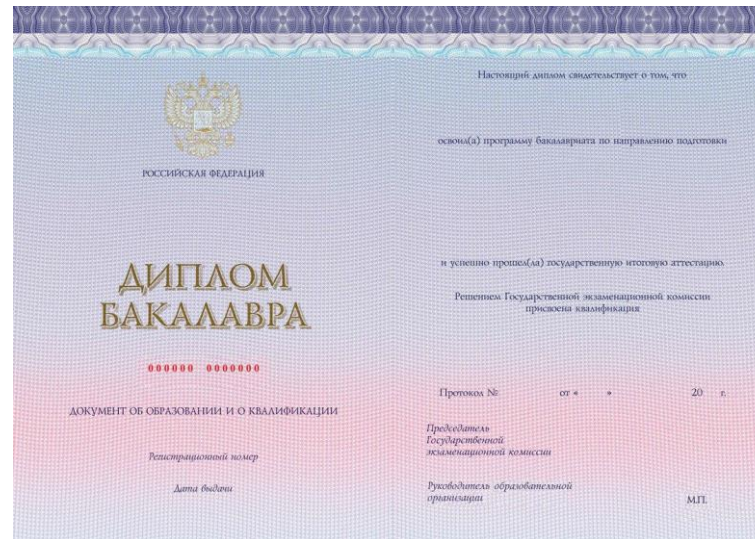 РОССИЙСКАЯ ФЕДЕРАЦИЯ
ДИПЛОМ
БАКАЛАВРА
000000 0000000
ДОКУМЕНТ ОБ ОБРАЗОВАНИИ И О КВАЛИФИКАЦИИ
Регистрационный номер
Дата выдачи
Настоящий диплом свидетельствует о том, что
освоил(а) программу бакалавриата по направлению подготовки
и успешно прошел(ла) государственную итоговую аттестацию.
Решением Государственной экзаменационной комиссии
присвоена квалификация
Протокол № от « » 20 г.
Председатель
Государственной
экзаменационной комиссии
Руководитель образовательной
организации
М.П.